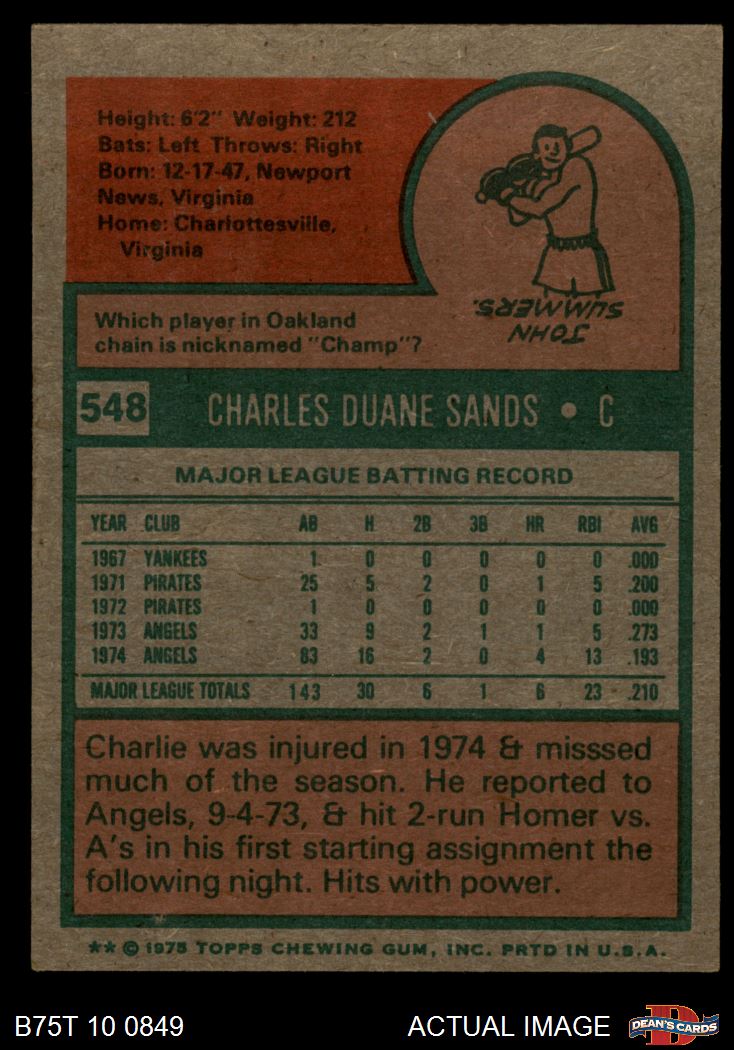 Height: 6'2" Weight: 212
Bats: Left Throws: Right
Born: 12-17-47, Newport
News, Virginia
Home: Charlottesville,
Virginia
JOHN
SUMMERS.
Which player in Oakland
chain is nicknamed "Champ"?
548 CHARLES DUANE SANDS • C
MAJOR LEAGUE BATTING RECORD
YEAR CLUB AB H 2B 3B HR RBI AVG
1967 YANKEES 1 0 0 0 0 0 .000
1971 PIRATES 25 5 2 0 1 5 .200
1972 PIRATES 1 0 0 0 0 0 .000
1973 ANGELS 33 9 2 1 1 5 .273
1974 ANGELS 83 16 2 0 4 13 .193
MAJOR LEAGUE TOTALS 143 30 6 1 6 23 .210
Charlie was injured in 1974 & misssed
much of the season. He reported to
Angels, 9-4-73, & hit 2-run Homer vs.
A's in his first starting assignment the
following night. Hits with power.
** © 1975 TOPPS CHEWING GUM, INC. PRTD IN U.S.A.
B75T 10 0849 ACTUAL IMAGE DEAN'S CARDS